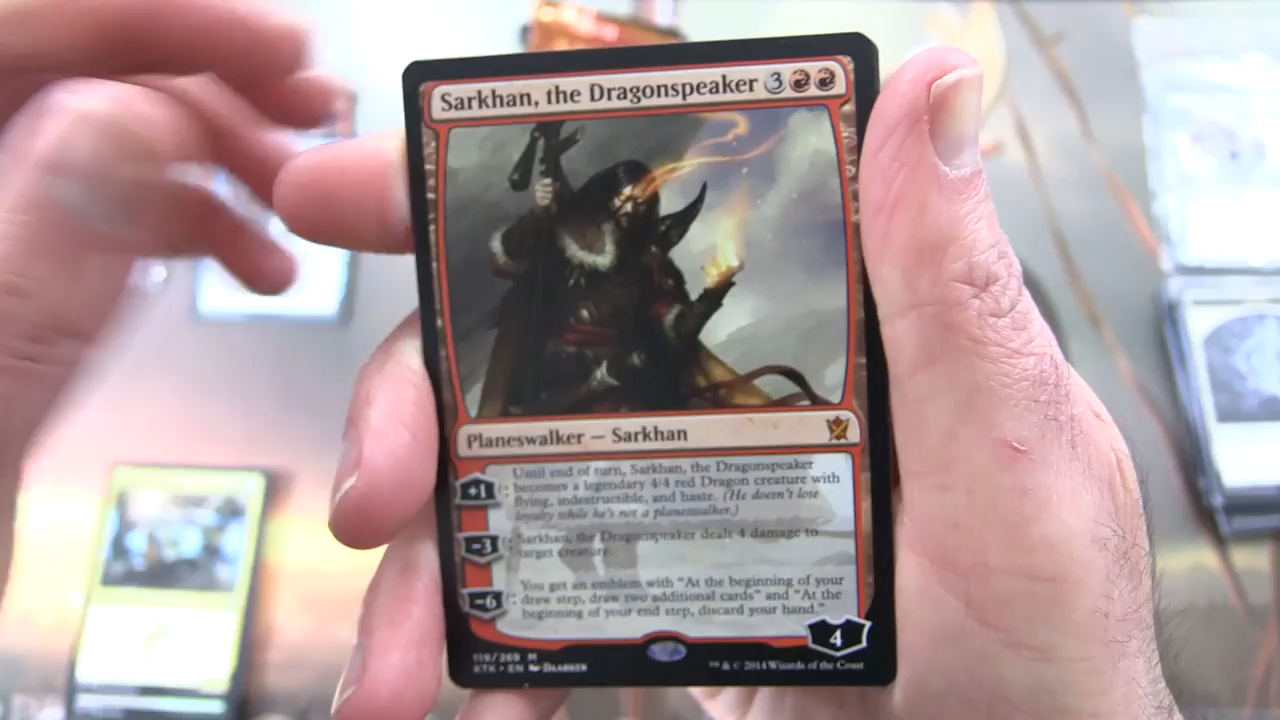 Sarkhan, the Dragonspeaker 3
Planeswalker — Sarkhan
+1 : Until end of turn, Sarkhan, the Dragonspeaker
becomes a legendary 4/4 red Dragon creature with
flying, indestructible, and haste. (He doesn't lose
loyalty while he's not a planeswalker.)
−3 : Sarkhan, the Dragonspeaker deals 4 damage to
target creature.
−6 : You get an emblem with "At the beginning of your
draw step, draw two additional cards" and "At the
beginning of your end step, discard your hand."
4
119/269 M
KTK • EN Daarken
™ & © 2014 Wizards of the Coast